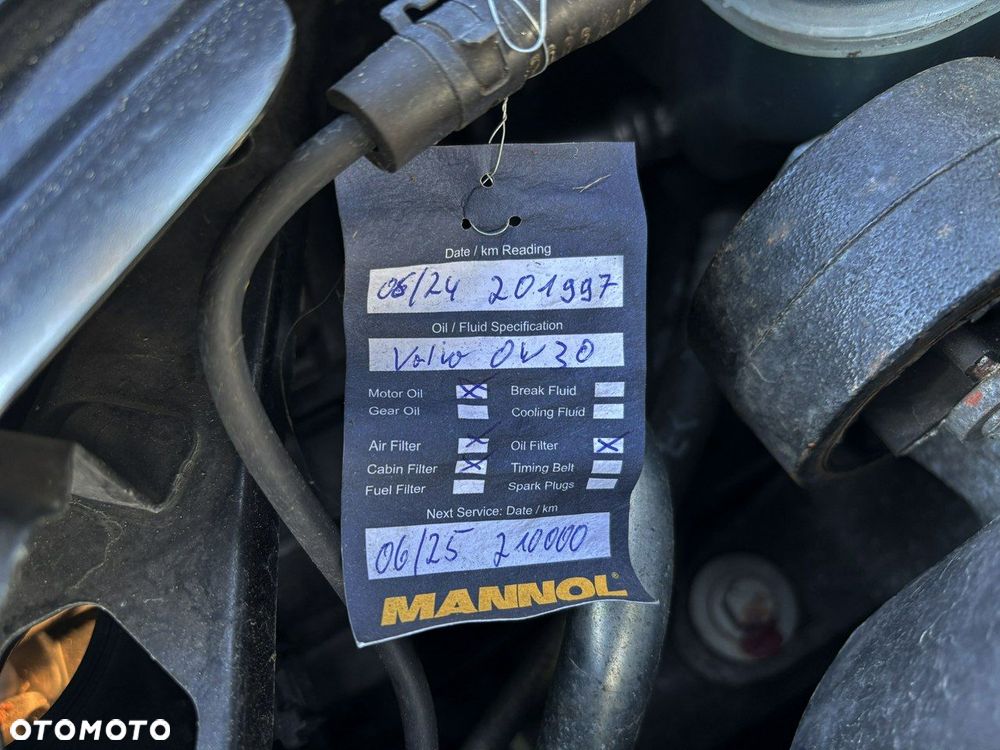 Date / km Reading
06/24 201997
Oil / Fluid Specification
Volvo 0W30
Motor Oil Break Fluid
Gear Oil Cooling Fluid
Air Filter Oil Filter
Cabin Filter Timing Belt
Fuel Filter Spark Plugs
Next Service: Date / km
06/25 210000
MANNOL®
OTOMOTO